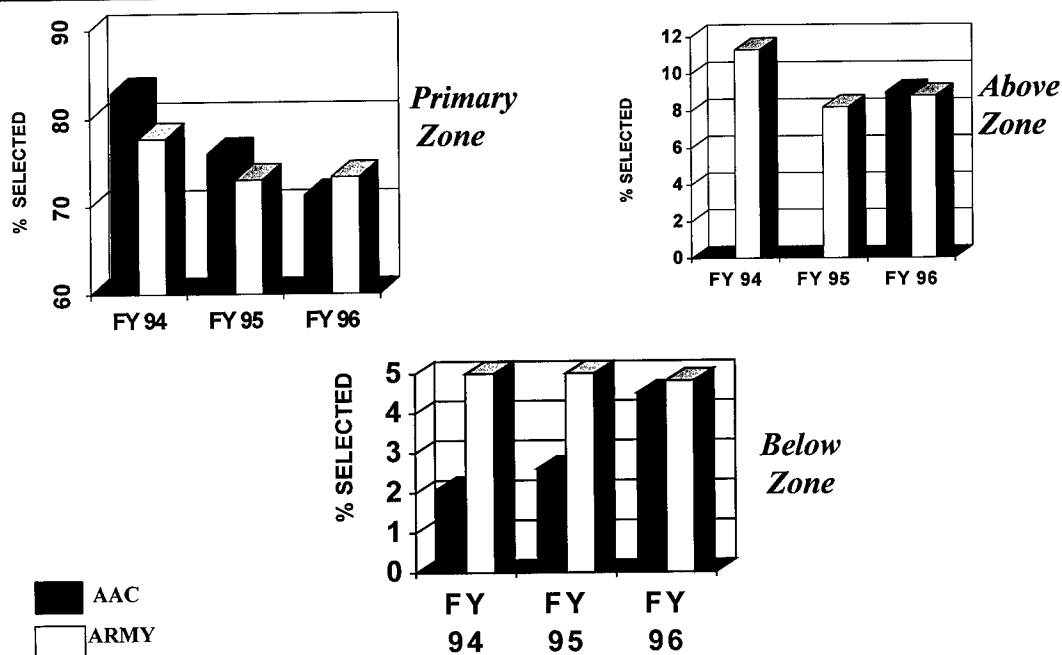 90
80
70
60
% SELECTED
FY 94 FY 95 FY 96
Primary
Zone
12
10
8
6
4
2
0
% SELECTED
FY 94 FY 95 FY 96
Above
Zone
5
4
3
2
1
0
% SELECTED
FY FY FY
94 95 96
Below
Zone
AAC
ARMY